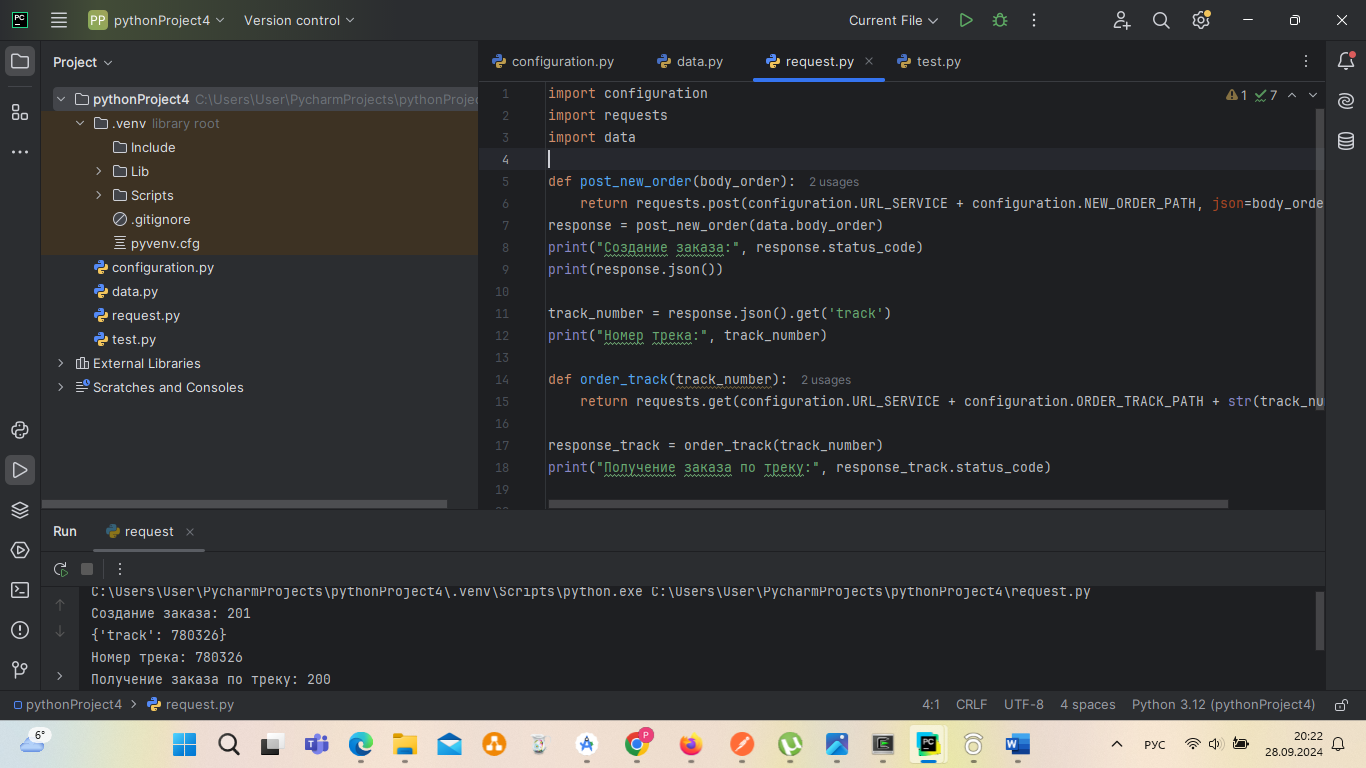 PC PP pythonProject4 Version control Current File
Project
configuration.py data.py request.py test.py
pythonProject4 C:\Users\User\PycharmProjects\pythonProjec
.venv library root
Include
Lib
Scripts
.gitignore
pyvenv.cfg
configuration.py
data.py
request.py
test.py
External Libraries
Scratches and Consoles
1 7
1 import configuration
2 import requests
3 import data
4
5 def post_new_order(body_order): 2 usages
6 return requests.post(configuration.URL_SERVICE + configuration.NEW_ORDER_PATH, json=body_orde
7 response = post_new_order(data.body_order)
8 print("Создание заказа:", response.status_code)
9 print(response.json())
10
11 track_number = response.json().get('track')
12 print("Номер трека:", track_number)
13
14 def order_track(track_number): 2 usages
15 return requests.get(configuration.URL_SERVICE + configuration.ORDER_TRACK_PATH + str(track_nu
16
17 response_track = order_track(track_number)
18 print("Получение заказа по треку:", response_track.status_code)
19
Run request
C:\Users\User\PycharmProjects\pythonProject4\.venv\Scripts\python.exe C:\Users\User\PycharmProjects\pythonProject4\request.py
Создание заказа: 201
{'track': 780326}
Номер трека: 780326
Получение заказа по треку: 200
pythonProject4 request.py 4:1 CRLF UTF-8 4 spaces Python 3.12 (pythonProject4)
6°
P
PC
РУС
20:22
28.09.2024